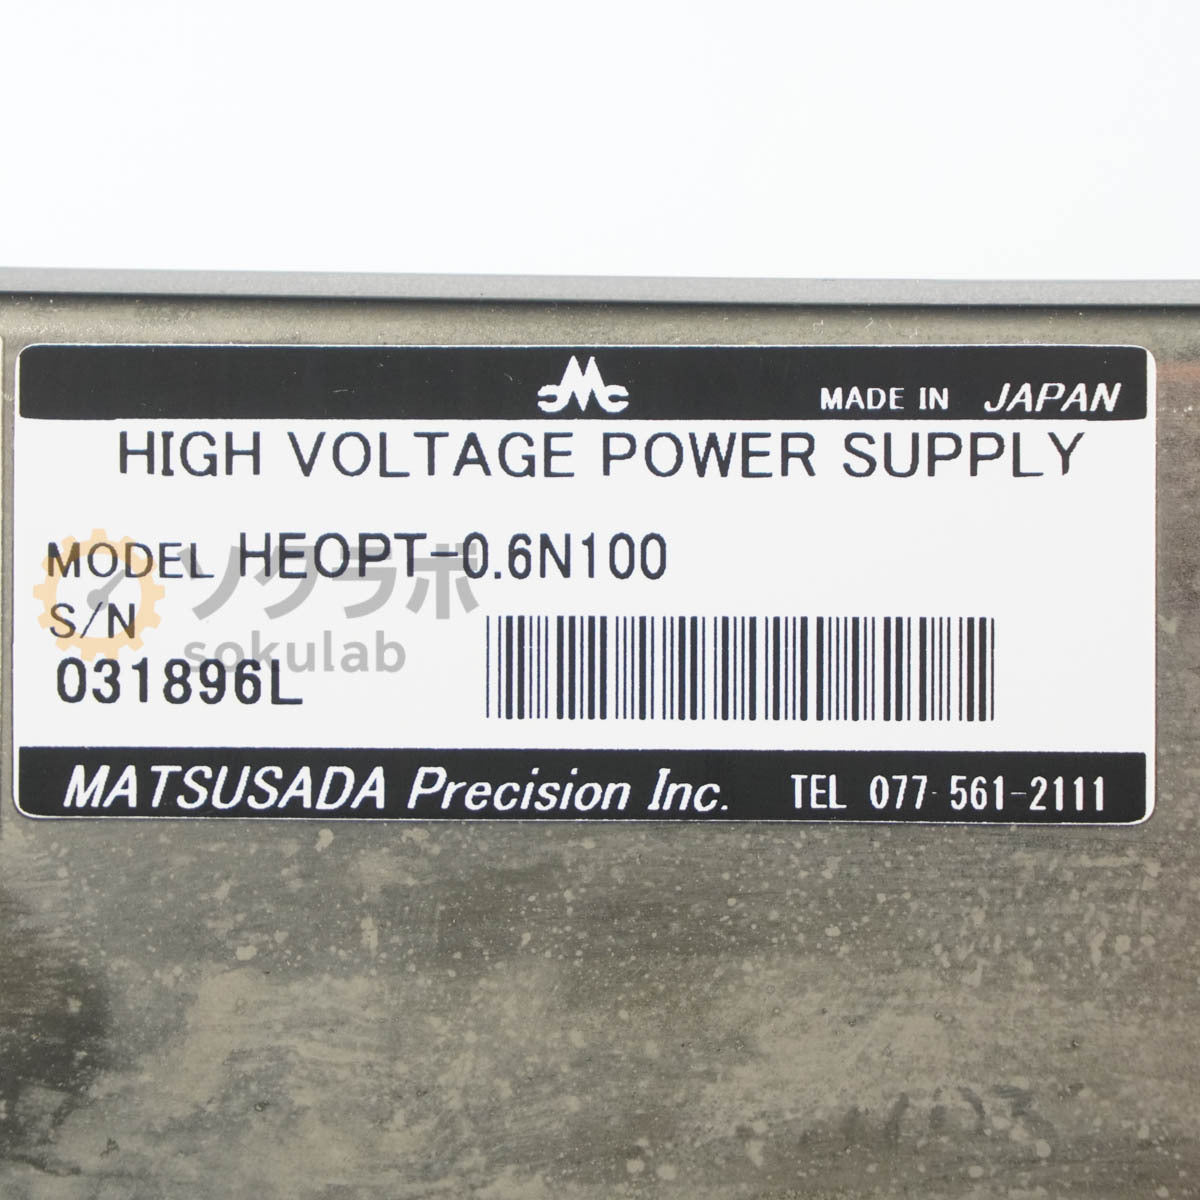 MADE IN JAPAN
HIGH VOLTAGE POWER SUPPLY
MODEL HEOPT-0.6N100
ソクラボ
sokulab
S/N
031896L
MATSUSADA Precision Inc. TEL 077-561-2111